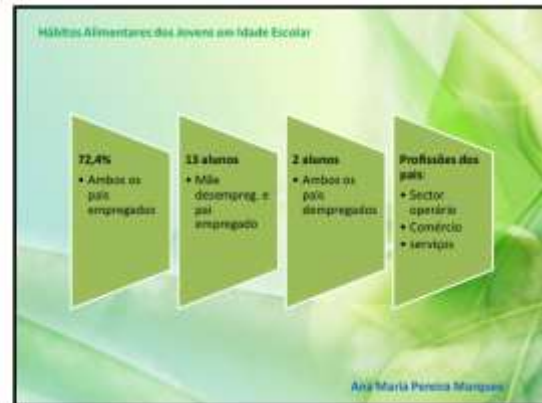 Hábitos Alimentares dos Jovens em Idade Escolar
72,4%
• Ambos os
pais
empregados
13 alunos
• Mãe
desempreg. e
pai
empregado
2 alunos
• Ambos os
pais
dempregados
Profissões dos
pais:
• Sector
operário
• Comércio
• serviços
Ana Maria Pereira Marques